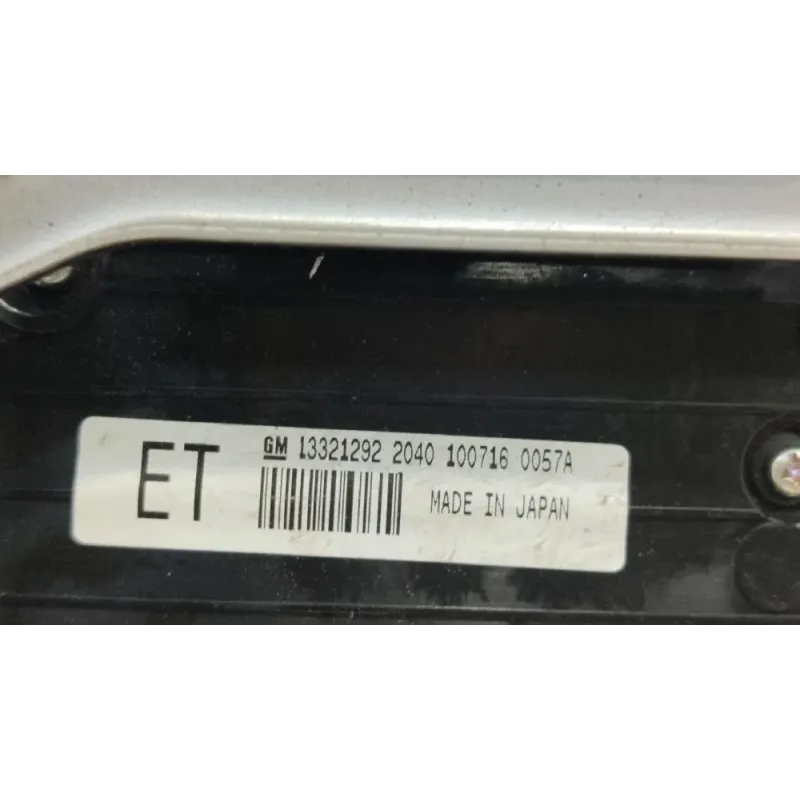 ET
GM 13321292 2040 100716 0057A
MADE IN JAPAN